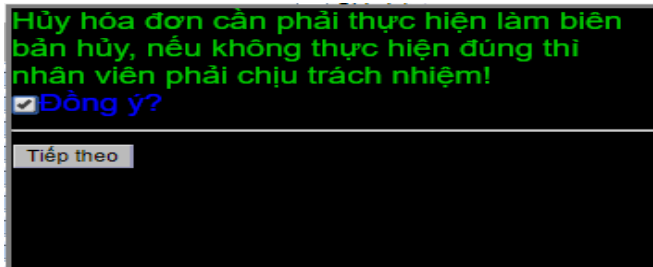 Hủy hóa đơn cần phải thực hiện làm biên
bản hủy, nếu không thực hiện đúng thì
nhân viên phải chịu trách nhiệm!
Đồng ý?
Tiếp theo